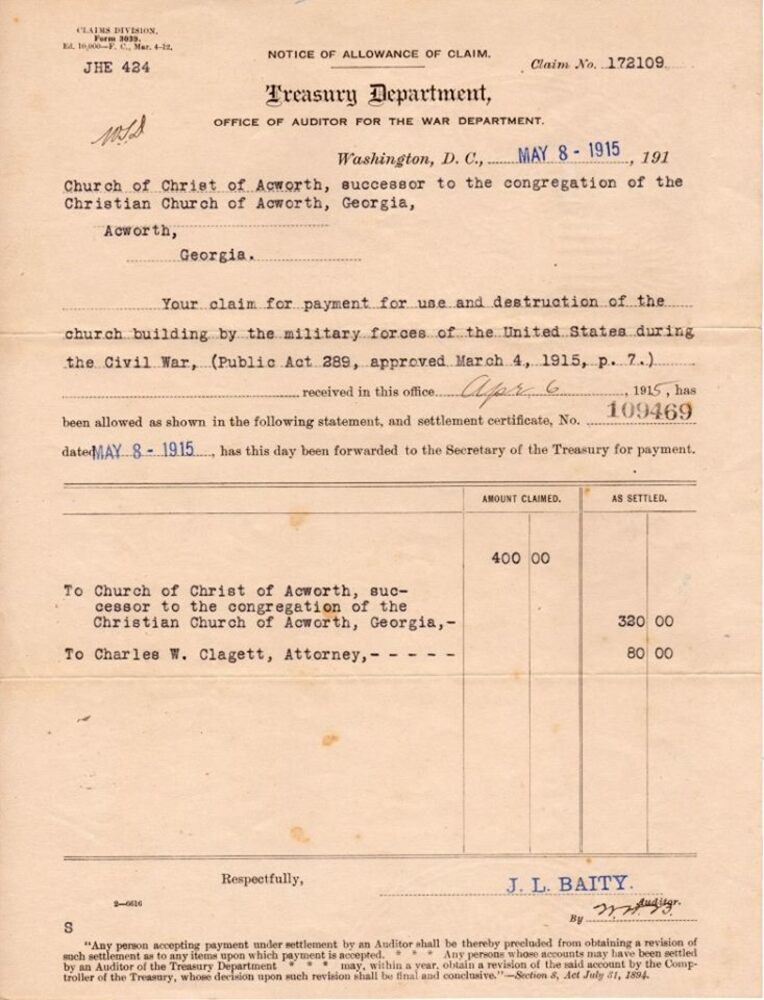 CLAIMS DIVISION.
Form 3039.
Ed. 10,000—F. C., Mar. 4-12.
JHE 424
NOTICE OF ALLOWANCE OF CLAIM.
Claim No. 172109
Treasury Department,
OFFICE OF AUDITOR FOR THE WAR DEPARTMENT.
Washington, D. C., MAY 8 - 1915, 191
Church of Christ of Acworth, successor to the congregation of the
Christian Church of Acworth, Georgia,
Acworth,
Georgia.
Your claim for payment for use and destruction of the
church building by the military forces of the United States during
the Civil War, (Public Act 289, approved March 4, 1915, p. 7.)
received in this office Apr 6, 1915, has
been allowed as shown in the following statement, and settlement certificate, No. 109469
dated MAY 8 - 1915, has this day been forwarded to the Secretary of the Treasury for payment.
AMOUNT CLAIMED. AS SETTLED.
400 00
To Church of Christ of Acworth, suc-
cessor to the congregation of the
Christian Church of Acworth, Georgia,- 320 00
To Charles W. Clagett, Attorney,- - - - - 80 00
Respectfully,
J. L. BAITY.
2—6616
Auditor.
By
S
"Any person accepting payment under settlement by an Auditor shall be thereby precluded from obtaining a revision of
such settlement as to any items upon which payment is accepted. * * * Any persons whose accounts may have been settled
by an Auditor of the Treasury Department * * * may, within a year, obtain a revision of the said account by the Comp-
troller of the Treasury, whose decision upon such revision shall be final and conclusive."—Section 8, Act July 31, 1894.